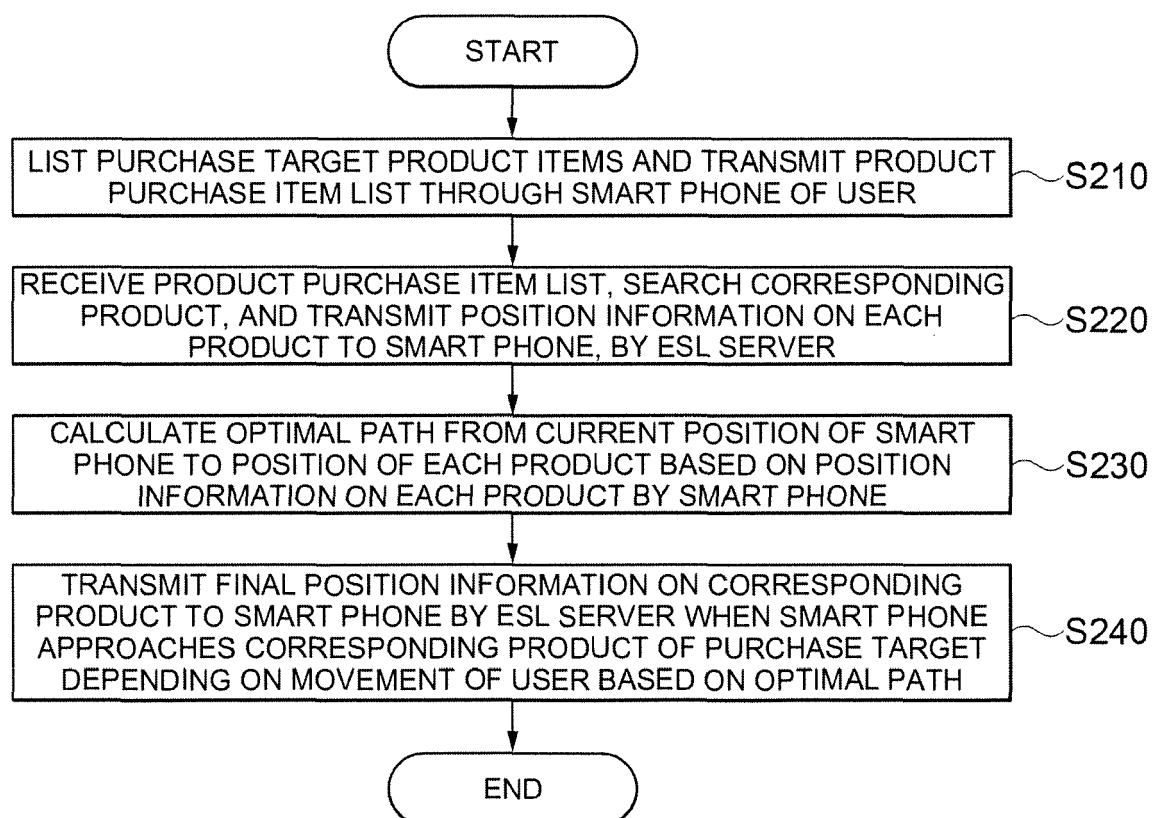 START
LIST PURCHASE TARGET PRODUCT ITEMS AND TRANSMIT PRODUCT
PURCHASE ITEM LIST THROUGH SMART PHONE OF USER
S210
RECEIVE PRODUCT PURCHASE ITEM LIST, SEARCH CORRESPONDING
PRODUCT, AND TRANSMIT POSITION INFORMATION ON EACH
PRODUCT TO SMART PHONE, BY ESL SERVER
S220
CALCULATE OPTIMAL PATH FROM CURRENT POSITION OF SMART
PHONE TO POSITION OF EACH PRODUCT BASED ON POSITION
INFORMATION ON EACH PRODUCT BY SMART PHONE
S230
TRANSMIT FINAL POSITION INFORMATION ON CORRESPONDING
PRODUCT TO SMART PHONE BY ESL SERVER WHEN SMART PHONE
APPROACHES CORRESPONDING PRODUCT OF PURCHASE TARGET
DEPENDING ON MOVEMENT OF USER BASED ON OPTIMAL PATH
S240
END